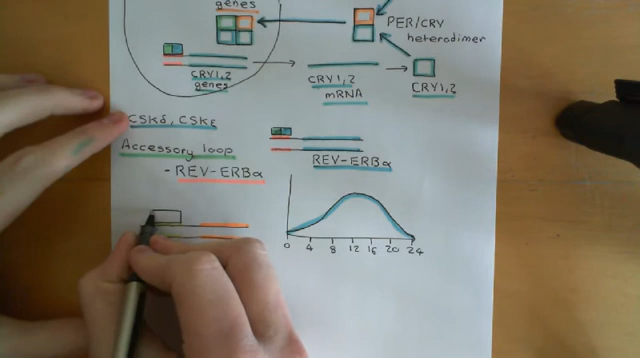 genes
PER/CRY
heterodimer
CRY1,2
genes
CRY1,2
mRNA
CRY1,2
CSKδ, CSKε
Accessory loop
- REV-ERBα
REV-ERBα
0 4 8 12 16 20 24